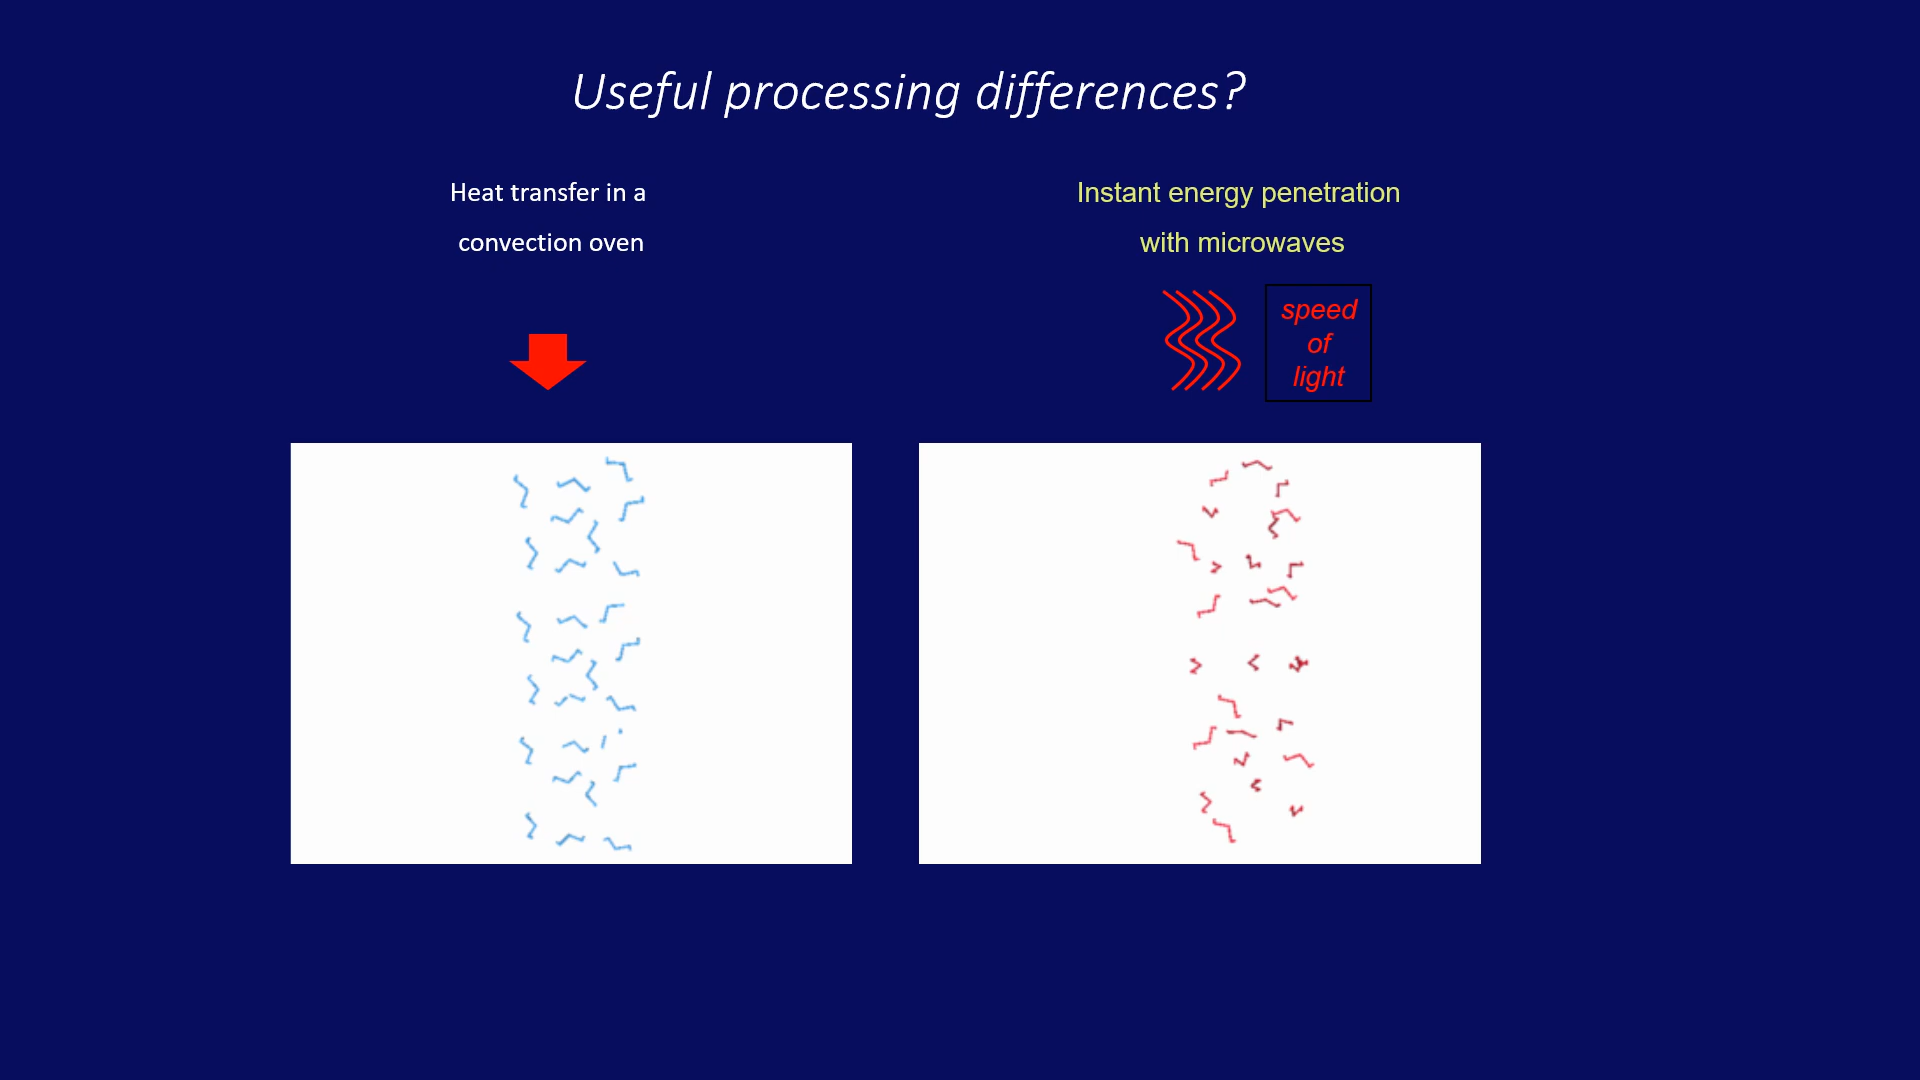 Useful processing differences?
Heat transfer in a
convection oven
Instant energy penetration
with microwaves
speed
of
light